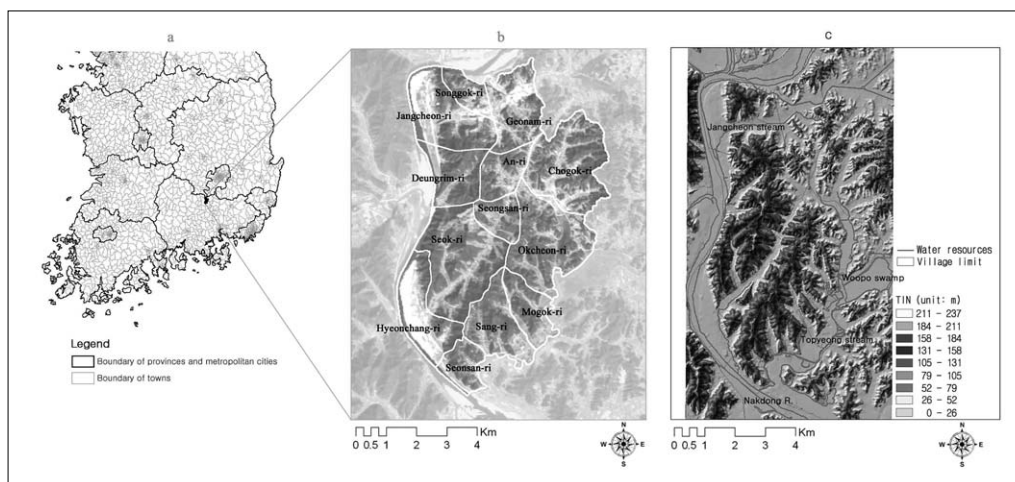 a
Legend
Boundary of provinces and metropolitan cities
Boundary of towns
b
Songgok-ri
Jangcheon-ri
Geonam-ri
An-ri
Chogok-ri
Deungrim-ri
Seongsan-ri
Seok-ri
Okcheon-ri
Mogok-ri
Hyeonchang-ri
Sang-ri
Seonsan-ri
Km
0 0.5 1 2 3 4
N
W E
S
c
Jangcheon stream
Water resources
Village limit
Woopo swamp
TIN (unit: m)
211 - 237
184 - 211
158 - 184
131 - 158
105 - 131
79 - 105
52 - 79
26 - 52
0 - 26
Topyeong stream
Nakdong R.
Km
0 0.5 1 2 3 4
N
W E
S